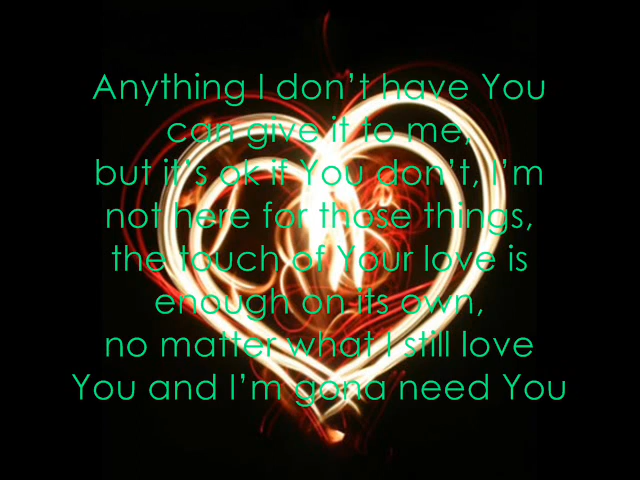 Anything I don't have You
can give it to me,
but it's ok if You don't, I'm
not here for those things,
the touch of Your love is
enough on its own,
no matter what I still love
You and I'm gona need You